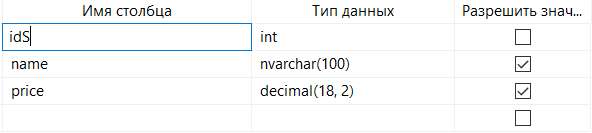 Имя столбца Тип данных Разрешить знач...
idS int
name nvarchar(100)
price decimal(18, 2)